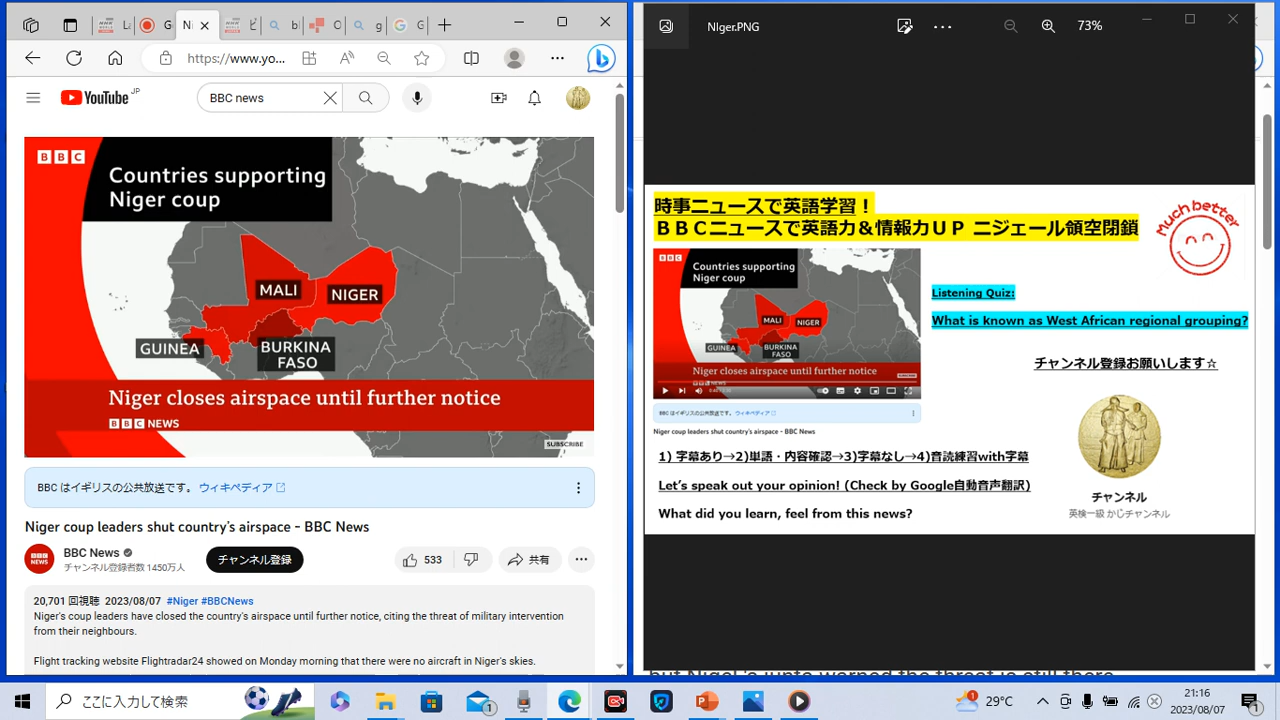 Ni
YouTube JP
https://www.yo...
BBC news
BBC
Countries supporting
Niger coup
MALI
NIGER
GUINEA
BURKINA
FASO
Niger closes airspace until further notice
BBC NEWS
SUBSCRIBE
BBC はイギリスの公共放送です。 ウィキペディア
Niger coup leaders shut country's airspace - BBC News
BBC NEWS
BBC News
チャンネル登録者数 1450万人
チャンネル登録
533
共有
20,701 回視聴 2023/08/07 #Niger #BBCNews
Niger's coup leaders have closed the country's airspace until further notice, citing the threat of military intervention
from their neighbours.
Flight tracking website Flightradar24 showed on Monday morning that there were no aircraft in Niger's skies.
NIger.PNG
73%
時事ニュースで英語学習!
BBCニュースで英語力&情報力UP ニジェール領空閉鎖
Much better
BBC
Countries supporting
Niger coup
MALI
NIGER
GUINEA
BURKINA
FASO
Niger closes airspace until further notice
BBC NEWS
BBC はイギリスの公共放送です。 ウィキペディア
Niger coup leaders shut country's airspace - BBC News
Listening Quiz:
What is known as West African regional grouping?
チャンネル登録お願いします☆
1) 字幕あり→2)単語・内容確認→3)字幕なし→4)音読練習with字幕
Let's speak out your opinion! (Check by Google自動音声翻訳)
What did you learn, feel from this news?
チャンネル
英検一級 かじチャンネル
but Niger's junta warned the threat is still there
ここに入力して検索
29°C
21:16
2023/08/07